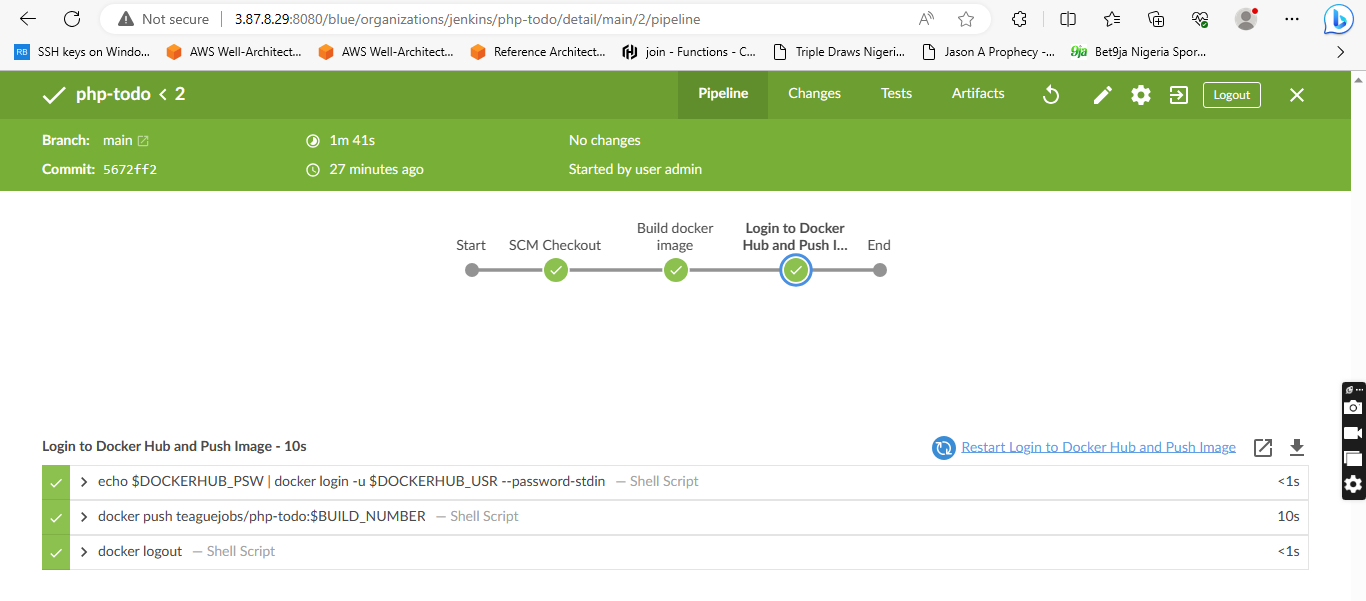 Not secure 3.87.8.29:8080/blue/organizations/jenkins/php-todo/detail/main/2/pipeline
RB SSH keys on Windo... AWS Well-Architect... AWS Well-Architect... Reference Architect... join - Functions - C... Triple Draws Nigeri... Jason A Prophecy -... 9ja Bet9ja Nigeria Spor...
php-todo < 2 Pipeline Changes Tests Artifacts Logout
Branch: main 1m 41s No changes
Commit: 5672ff2 27 minutes ago Started by user admin
Start SCM Checkout Build docker image Login to Docker Hub and Push I... End
Login to Docker Hub and Push Image - 10s Restart Login to Docker Hub and Push Image
echo $DOCKERHUB_PSW | docker login -u $DOCKERHUB_USR --password-stdin — Shell Script <1s
docker push teaguejobs/php-todo:$BUILD_NUMBER — Shell Script 10s
docker logout — Shell Script <1s